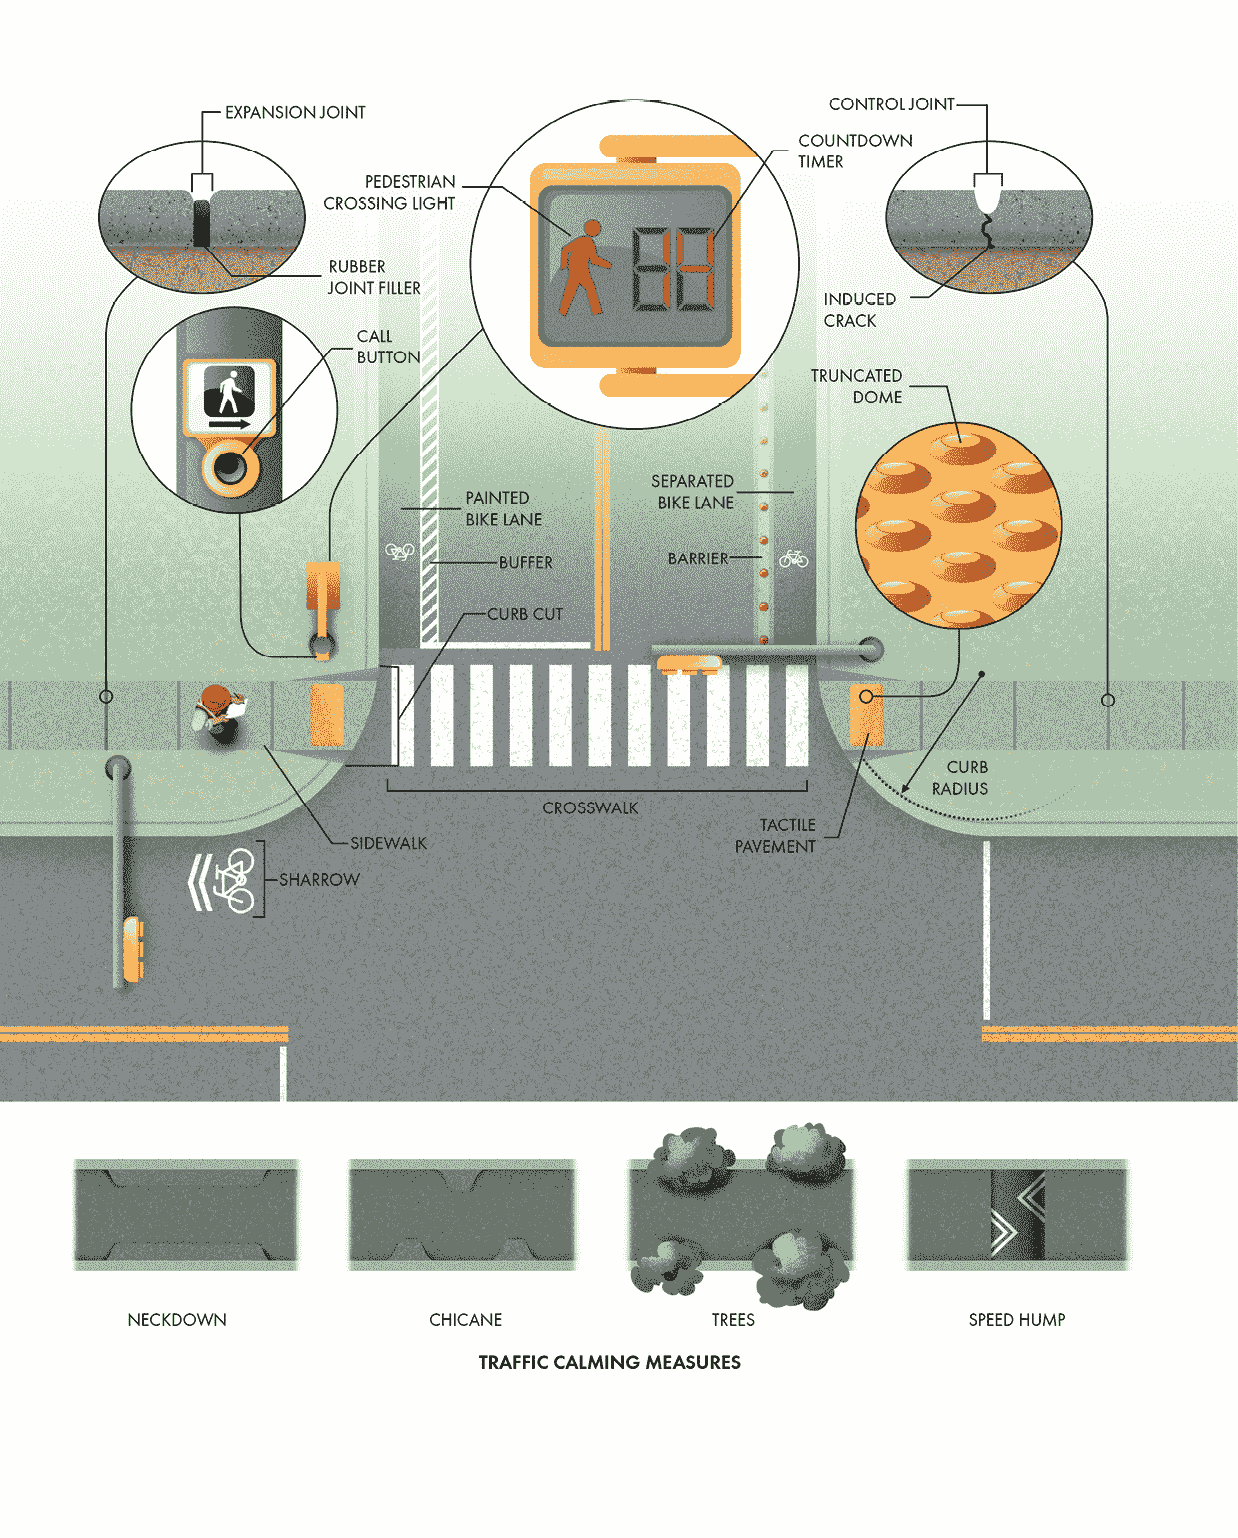 EXPANSION JOINT
CONTROL JOINT
COUNTDOWN
TIMER
PEDESTRIAN
CROSSING LIGHT
14
RUBBER
JOINT FILLER
INDUCED
CRACK
CALL
BUTTON
TRUNCATED
DOME
PAINTED
BIKE LANE
SEPARATED
BIKE LANE
BUFFER
BARRIER
CURB CUT
CURB
RADIUS
CROSSWALK
TACTILE
PAVEMENT
SIDEWALK
SHARROW
NECKDOWN
CHICANE
TREES
SPEED HUMP
TRAFFIC CALMING MEASURES